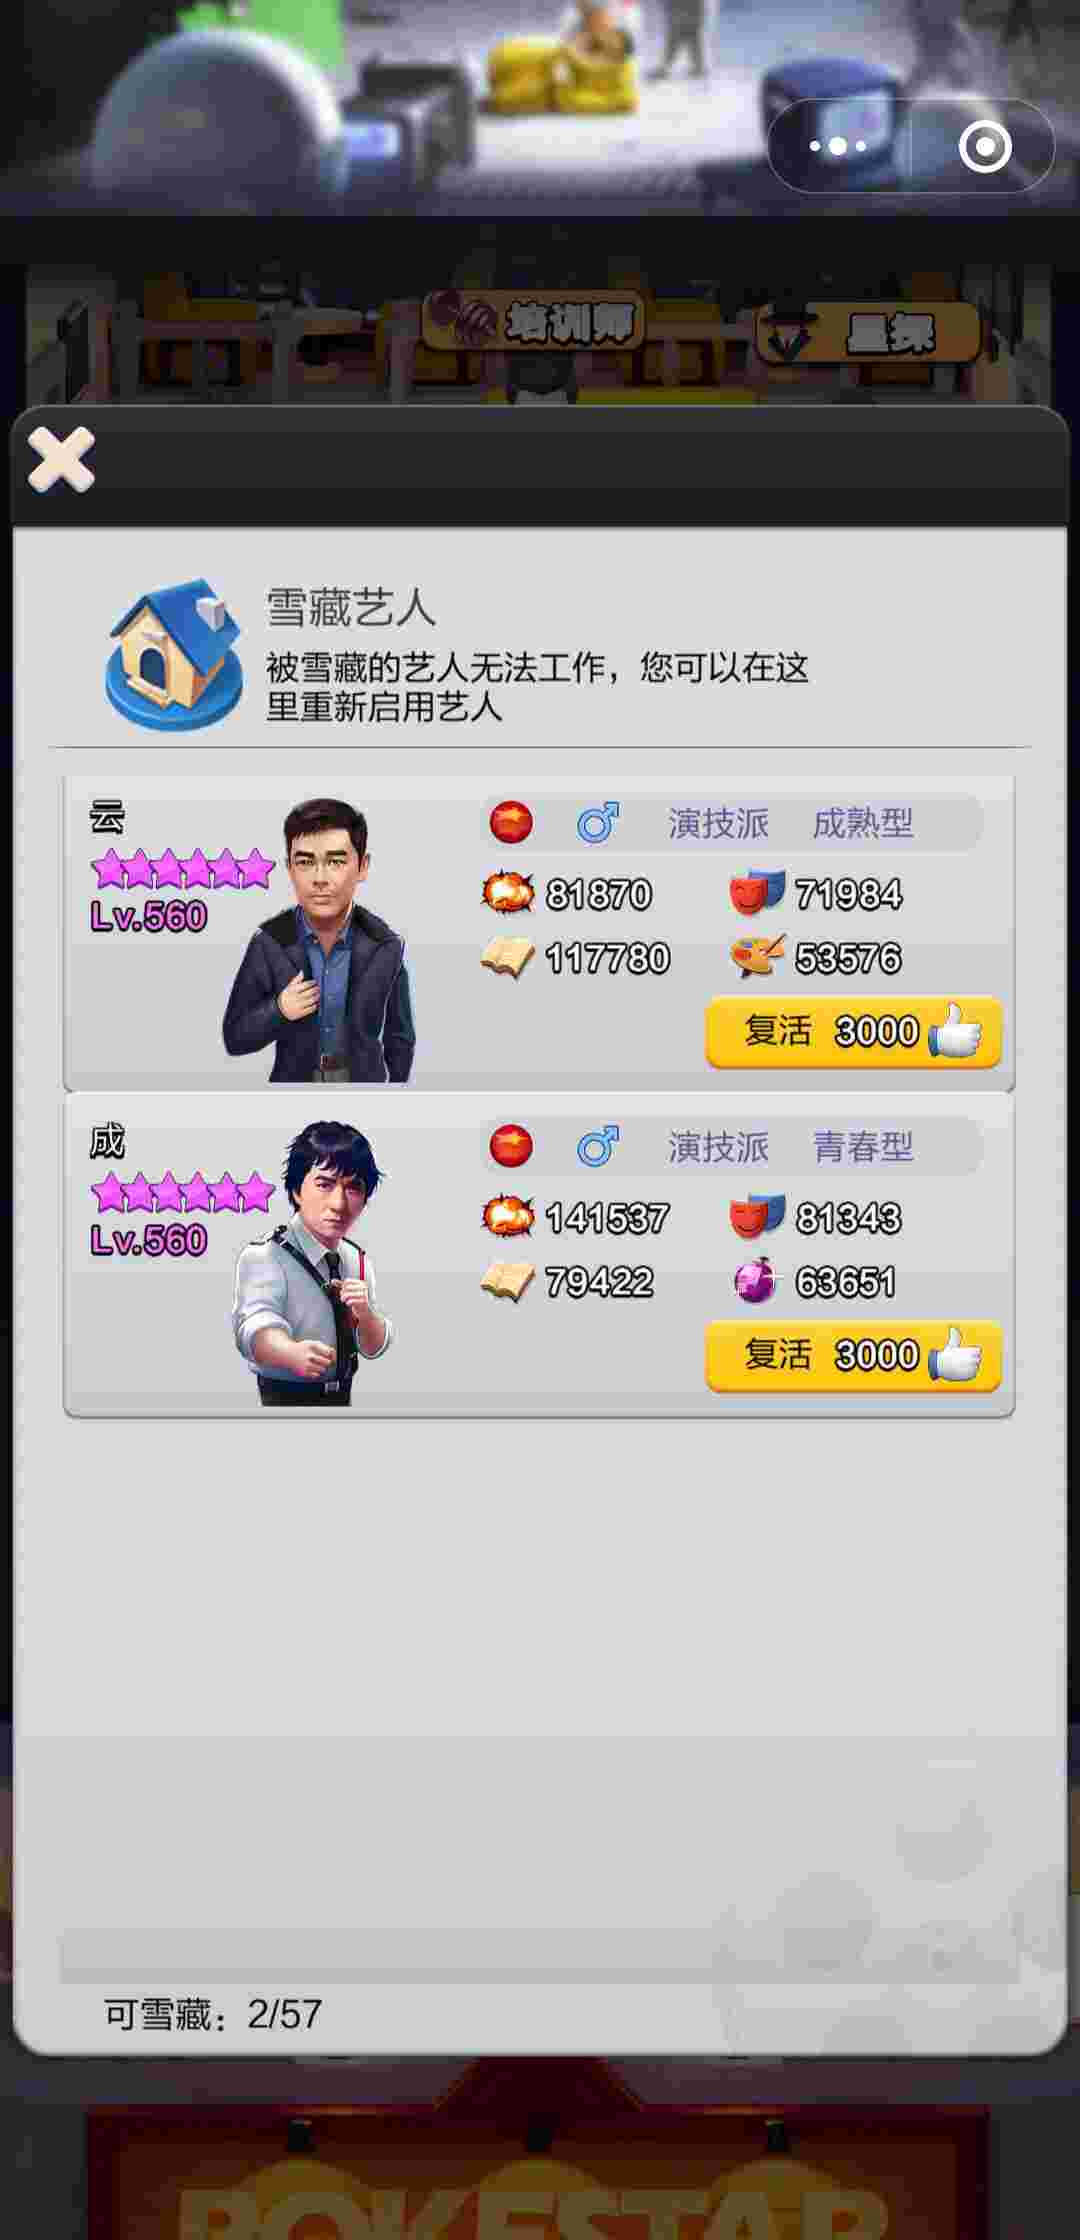 培训师
星探
雪藏艺人
被雪藏的艺人无法工作，您可以在这
里重新启用艺人
云
演技派 成熟型
Lv.560
81870 71984
117780 53576
复活 3000
成
演技派 青春型
Lv.560
141537 81343
79422 63651
复活 3000
可雪藏：2/57
POKESTAR